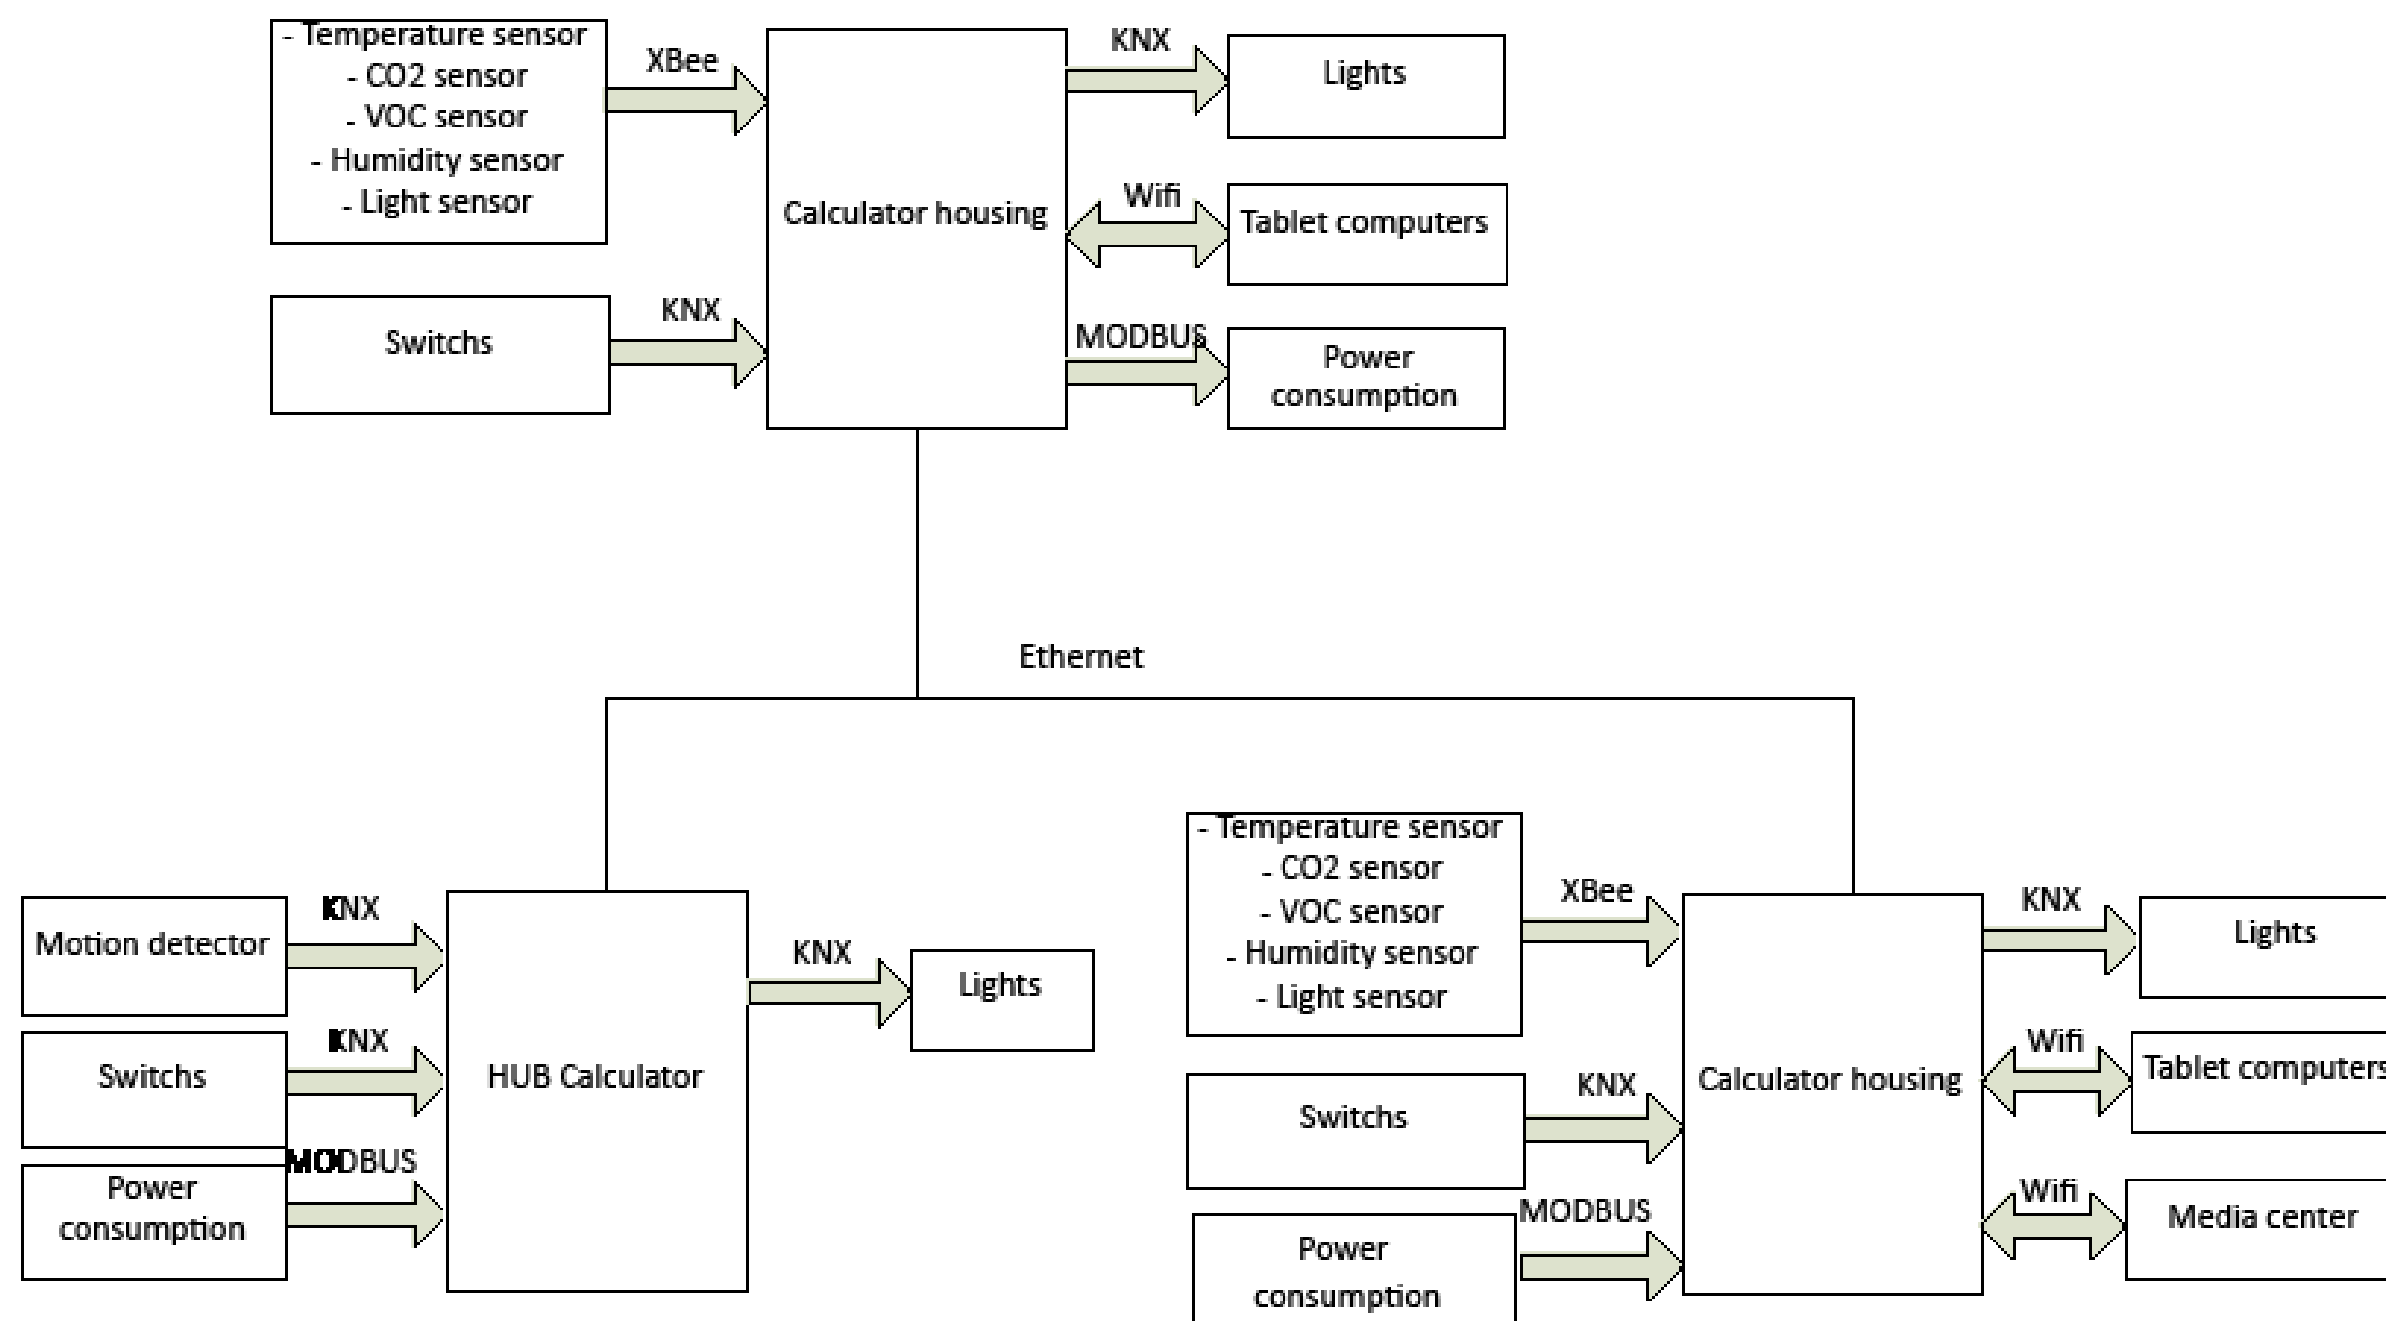 - Temperature sensor
- CO2 sensor
- VOC sensor
- Humidity sensor
- Light sensor
XBee
Switchs
KNX
Calculator housing
KNX
Lights
Wifi
Tablet computers
MODBUS
Power
consumption
Ethernet
Motion detector
KNX
Switchs
KNX
Power
consumption
MODBUS
HUB Calculator
KNX
Lights
- Temperature sensor
- CO2 sensor
- VOC sensor
- Humidity sensor
- Light sensor
XBee
Switchs
KNX
Power
consumption
MODBUS
Calculator housing
KNX
Lights
Wifi
Tablet computers
Wifi
Media center